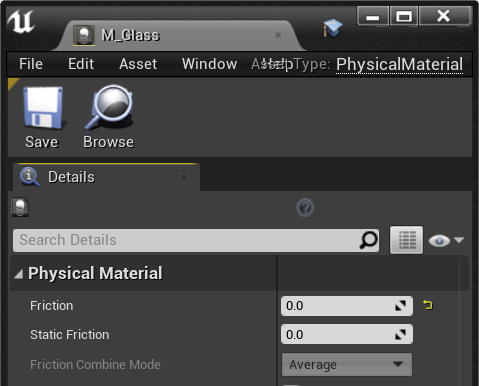 M_Glass
File Edit Asset Window Help Asset Type: PhysicalMaterial
Save Browse
Details
Search Details
Physical Material
Friction 0.0
Static Friction 0.0
Friction Combine Mode Average